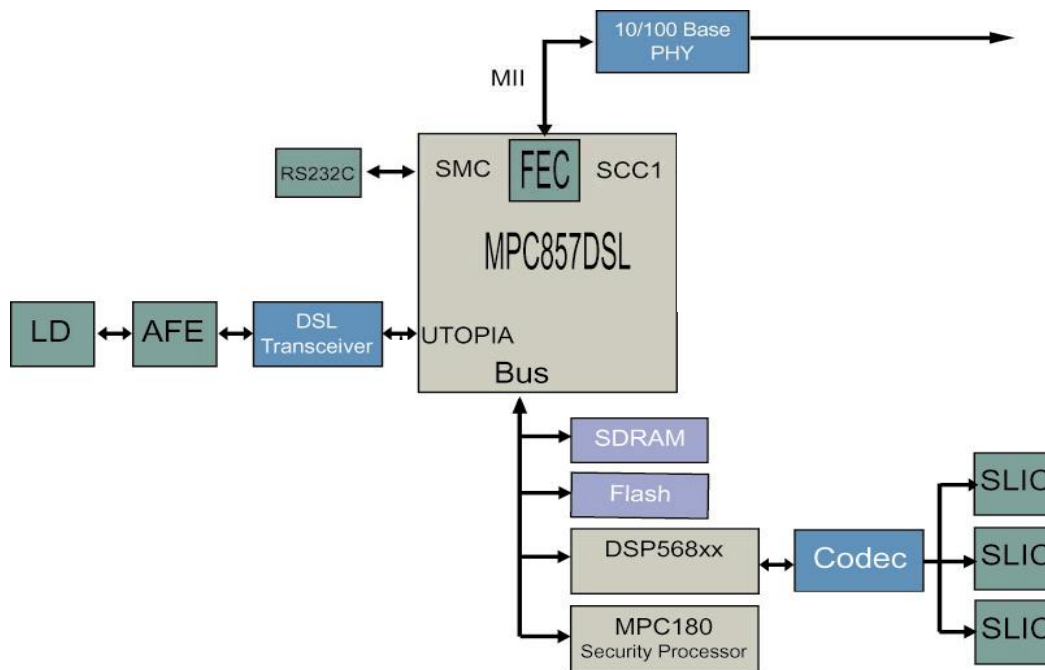 10/100 Base
PHY
MII
RS232C
SMC
FEC
SCC1
MPC857DSL
LD
AFE
DSL
Transceiver
UTOPIA
Bus
SDRAM
Flash
DSP568xx
Codec
SLIC
SLIC
SLIC
MPC180
Security Processor